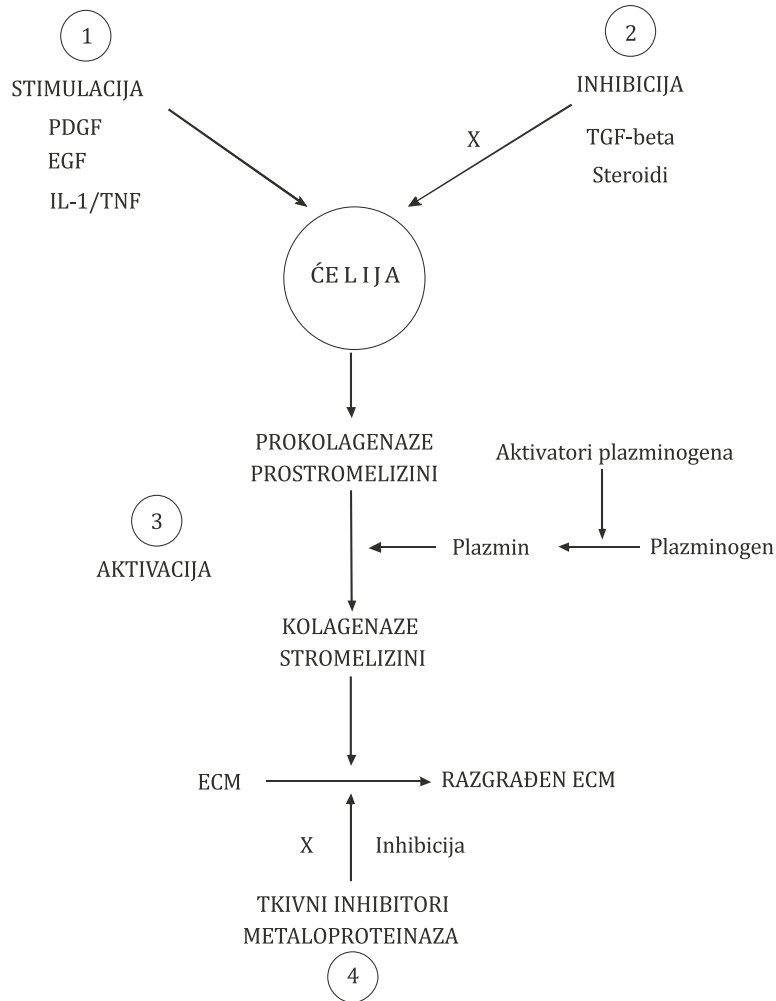 1
STIMULACIJA
PDGF
EGF
IL-1/TNF
2
INHIBICIJA
X
TGF-beta
Steroidi
ĆELIJA
PROKOLAGENAZE
PROSTROMELIZINI
Aktivatori plazminogena
3
AKTIVACIJA
Plazmin
Plazminogen
KOLAGENAZE
STROMELIZINI
ECM
RAZGRAĐEN ECM
X
Inhibicija
TKIVNI INHIBITORI
METALOPROTEINAZA
4